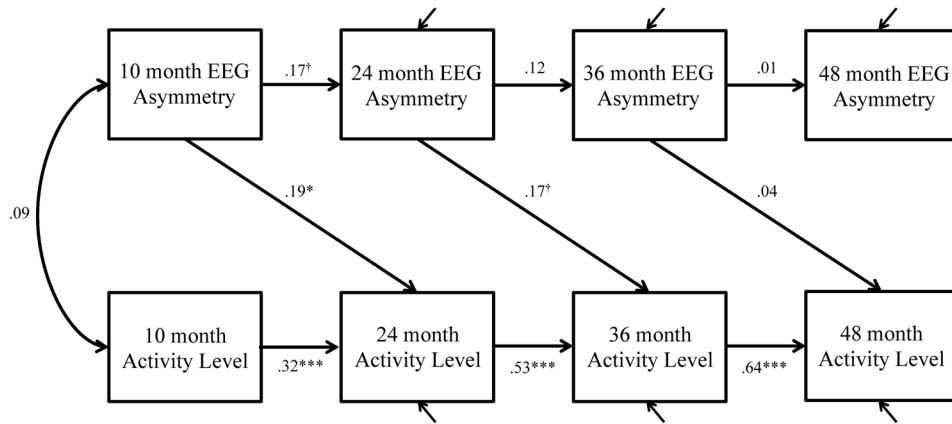 10 month EEG
Asymmetry
.17†
24 month EEG
Asymmetry
.12
36 month EEG
Asymmetry
.01
48 month EEG
Asymmetry
.09
.19*
.17†
.04
10 month
Activity Level
.32***
24 month
Activity Level
.53***
36 month
Activity Level
.64***
48 month
Activity Level